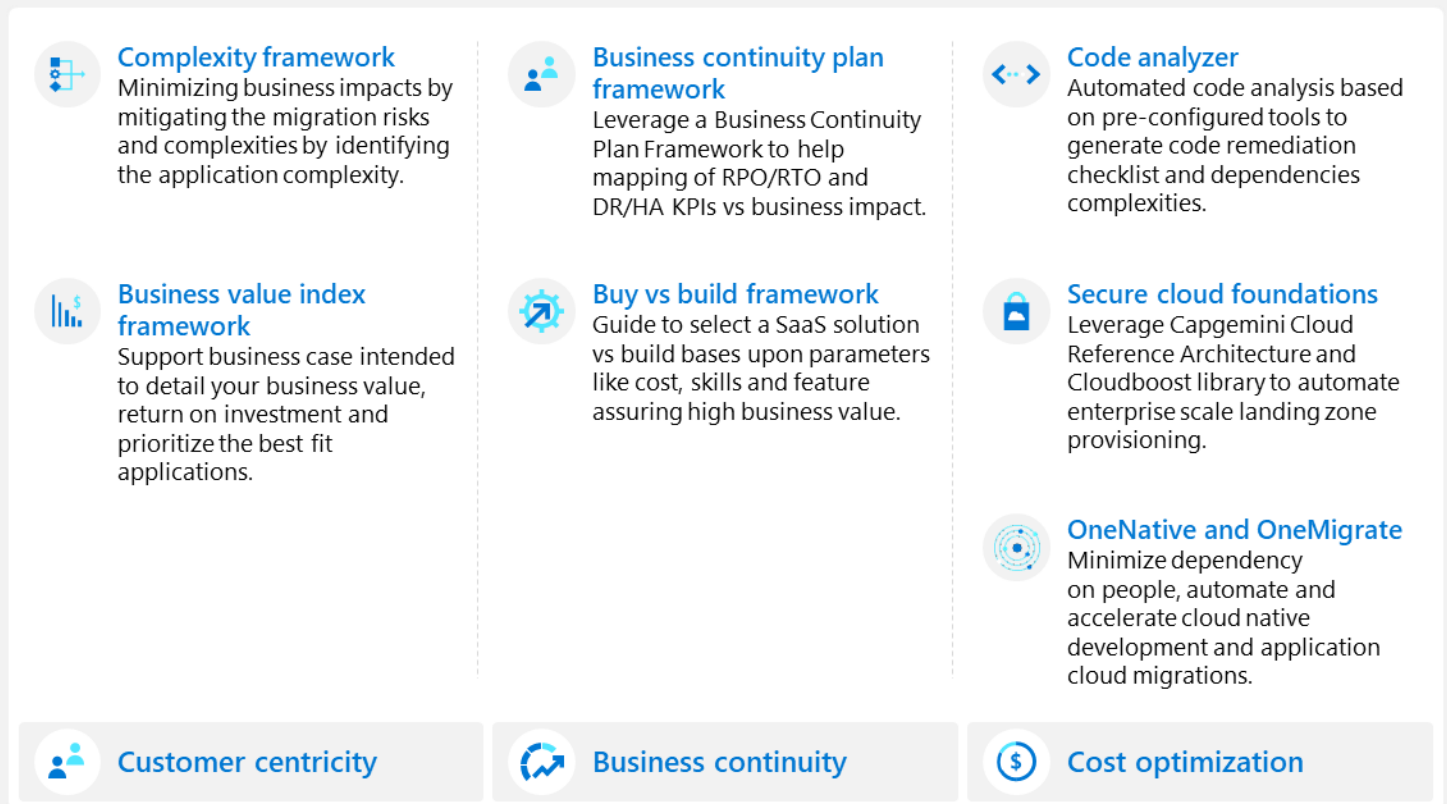 Complexity framework
Minimizing business impacts by
mitigating the migration risks
and complexities by identifying
the application complexity.
Business value index
framework
Support business case intended
to detail your business value,
return on investment and
prioritize the best fit
applications.
Business continuity plan
framework
Leverage a Business Continuity
Plan Framework to help
mapping of RPO/RTO and
DR/HA KPIs vs business impact.
Buy vs build framework
Guide to select a SaaS solution
vs build bases upon parameters
like cost, skills and feature
assuring high business value.
Code analyzer
Automated code analysis based
on pre-configured tools to
generate code remediation
checklist and dependencies
complexities.
Secure cloud foundations
Leverage Capgemini Cloud
Reference Architecture and
Cloudboost library to automate
enterprise scale landing zone
provisioning.
OneNative and OneMigrate
Minimize dependency
on people, automate and
accelerate cloud native
development and application
cloud migrations.
Customer centricity
Business continuity
Cost optimization